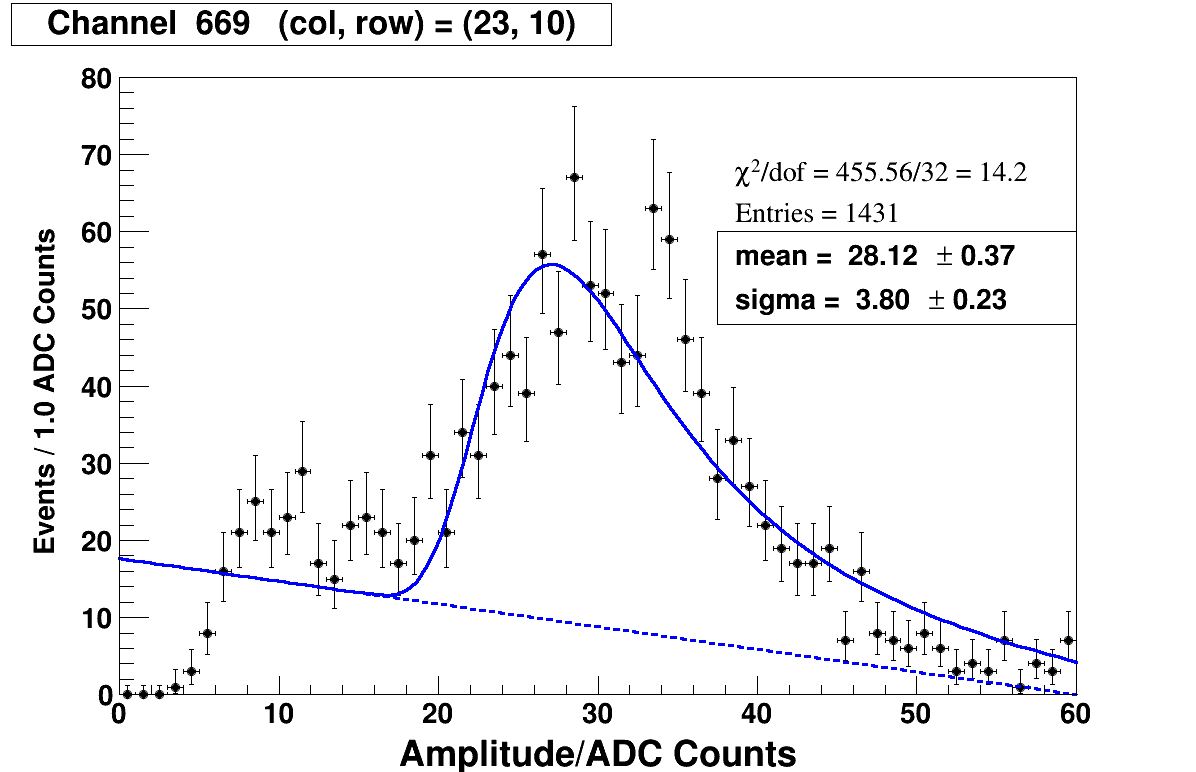 Channel 669 (col, row) = (23, 10)
80
70
60
50
40
30
20
10
0
Events / 1.0 ADC Counts
χ²/dof = 455.56/32 = 14.2
Entries = 1431
mean = 28.12 ± 0.37
sigma = 3.80 ± 0.23
0 10 20 30 40 50 60
Amplitude/ADC Counts